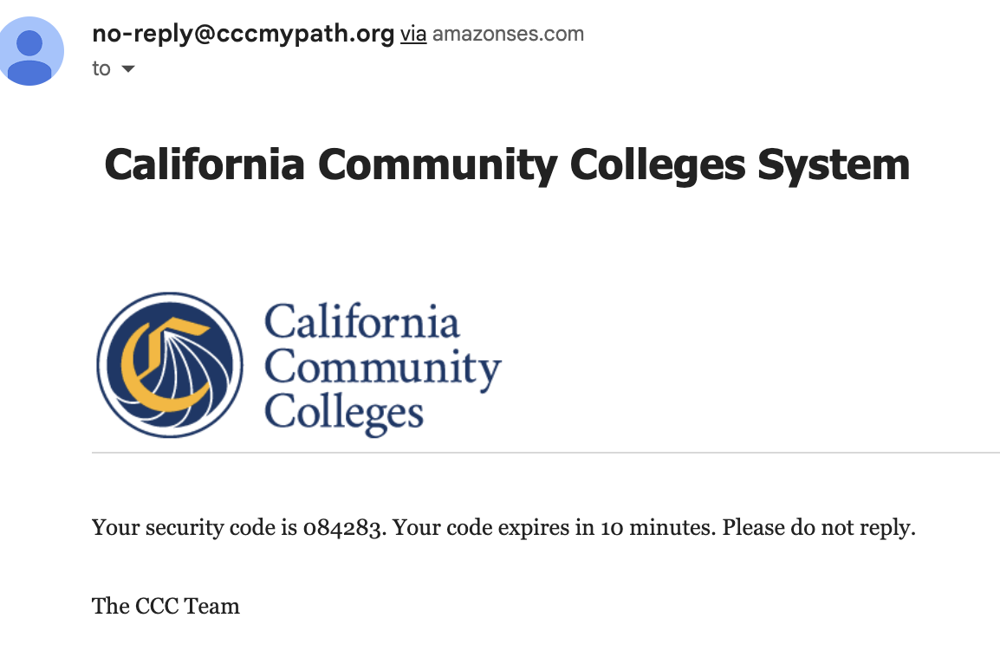 no-reply@cccmypath.org via amazonses.com
to
California Community Colleges System
California
Community
Colleges
Your security code is 084283. Your code expires in 10 minutes. Please do not reply.
The CCC Team